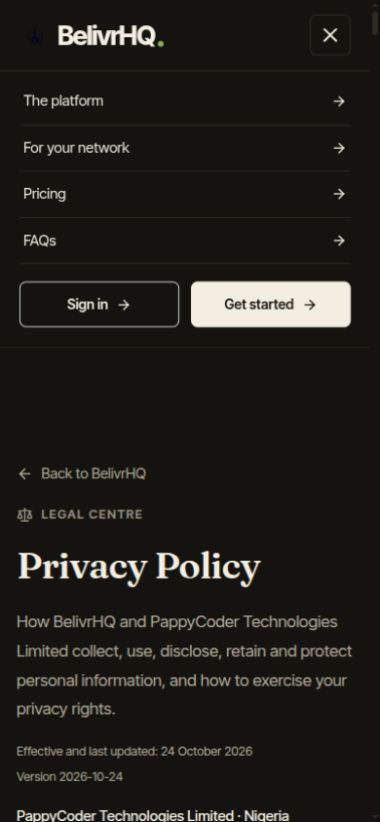 BelivrHQ.
The platform
For your network
Pricing
FAQs
Sign in
Get started
Back to BelivrHQ
LEGAL CENTRE
Privacy Policy
How BelivrHQ and PappyCoder Technologies
Limited collect, use, disclose, retain and protect
personal information, and how to exercise your
privacy rights.
Effective and last updated: 24 October 2026
Version 2026-10-24
PappyCoder Technologies Limited · Nigeria